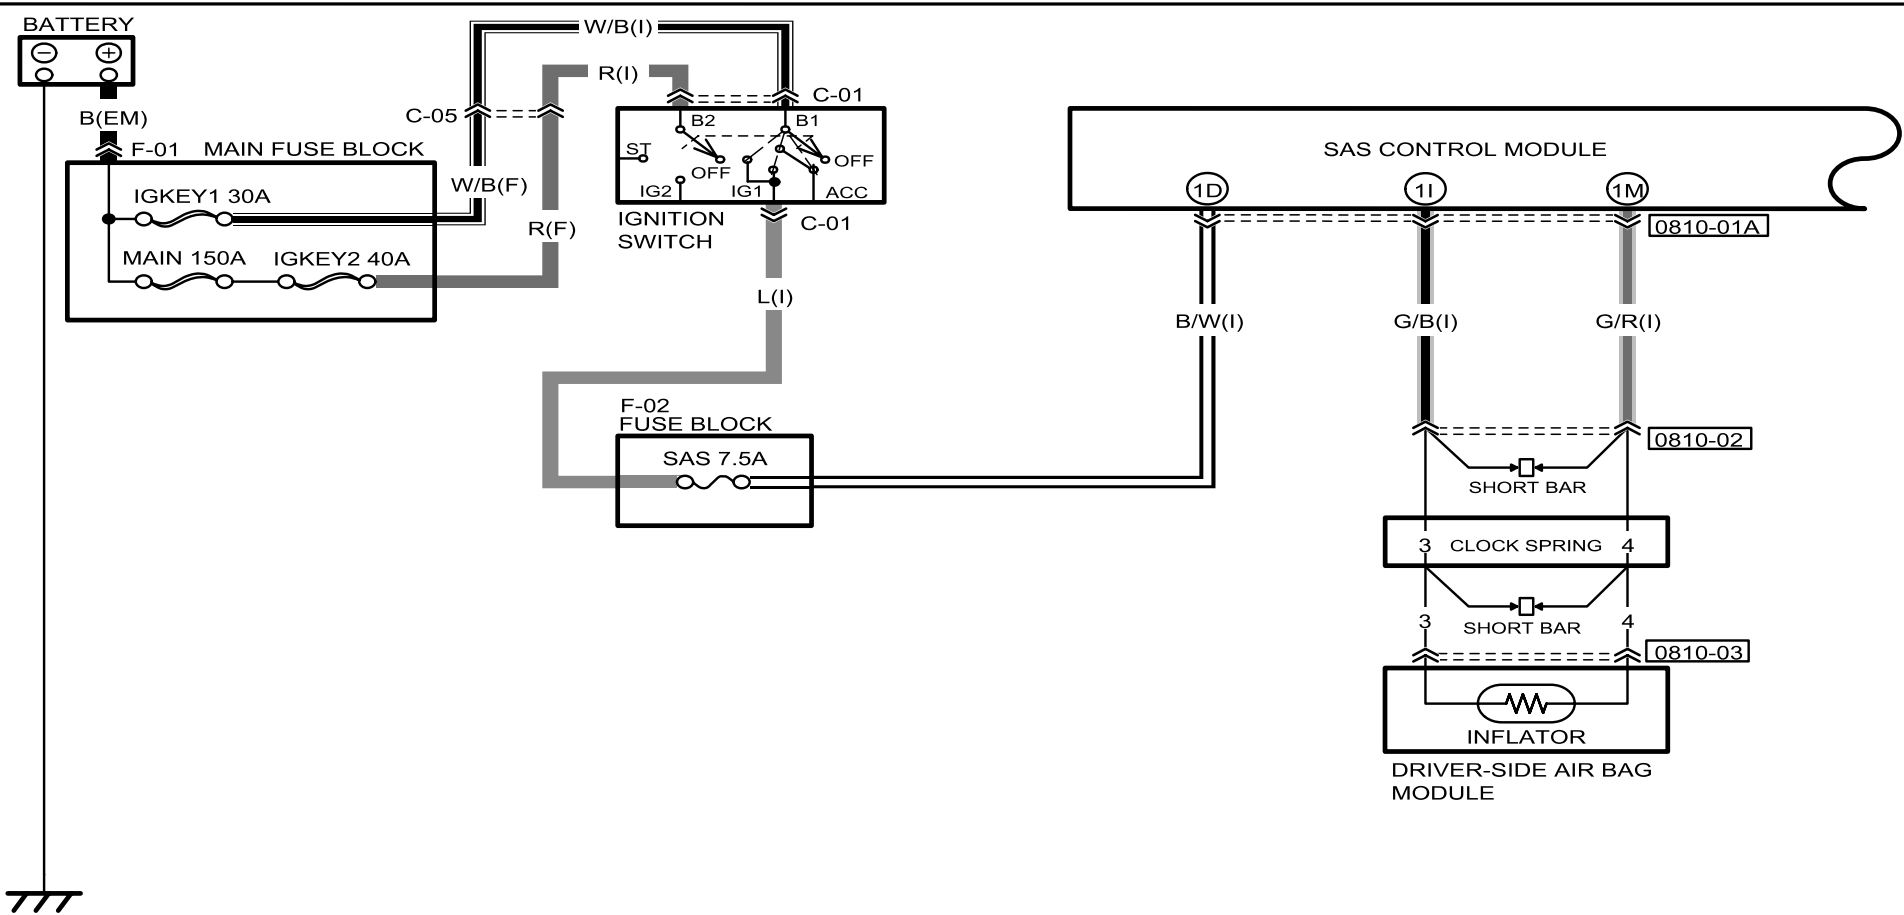 BATTERY
− +
B(EM)
F-01
MAIN FUSE BLOCK
IGKEY1 30A
MAIN 150A
IGKEY2 40A
C-05
W/B(F)
R(F)
W/B(I)
R(I)
C-01
B2
B1
ST
OFF
OFF
IG2
IG1
ACC
IGNITION
SWITCH
C-01
L(I)
F-02
FUSE BLOCK
SAS 7.5A
SAS CONTROL MODULE
1D
1I
1M
0810-01A
B/W(I)
G/B(I)
G/R(I)
0810-02
SHORT BAR
3
CLOCK SPRING
4
3
SHORT BAR
4
0810-03
INFLATOR
DRIVER-SIDE AIR BAG
MODULE